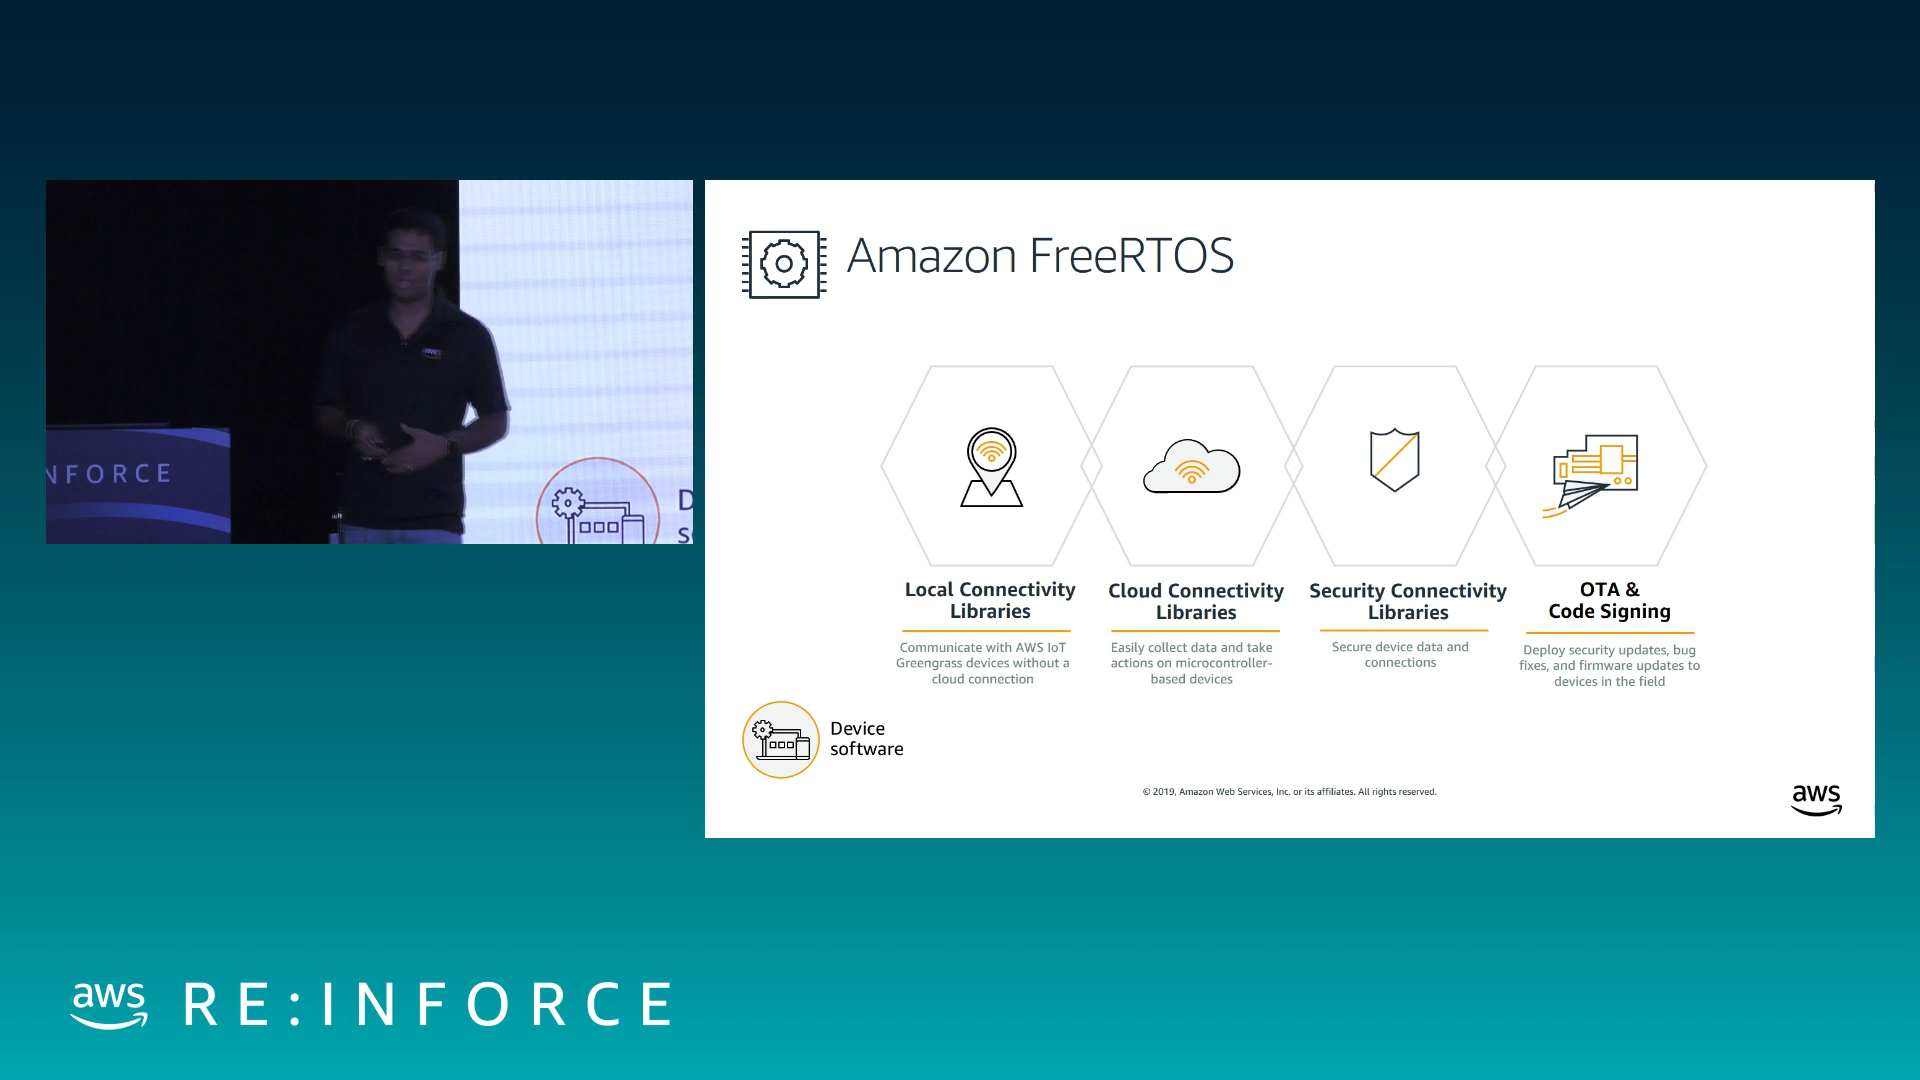 NFORCE
D
s
Amazon FreeRTOS
Local Connectivity
Libraries
Communicate with AWS IoT
Greengrass devices without a
cloud connection
Cloud Connectivity
Libraries
Easily collect data and take
actions on microcontroller-
based devices
Security Connectivity
Libraries
Secure device data and
connections
OTA &
Code Signing
Deploy security updates, bug
fixes, and firmware updates to
devices in the field
Device
software
© 2019, Amazon Web Services, Inc. or its affiliates. All rights reserved.
aws
aws RE:INFORCE